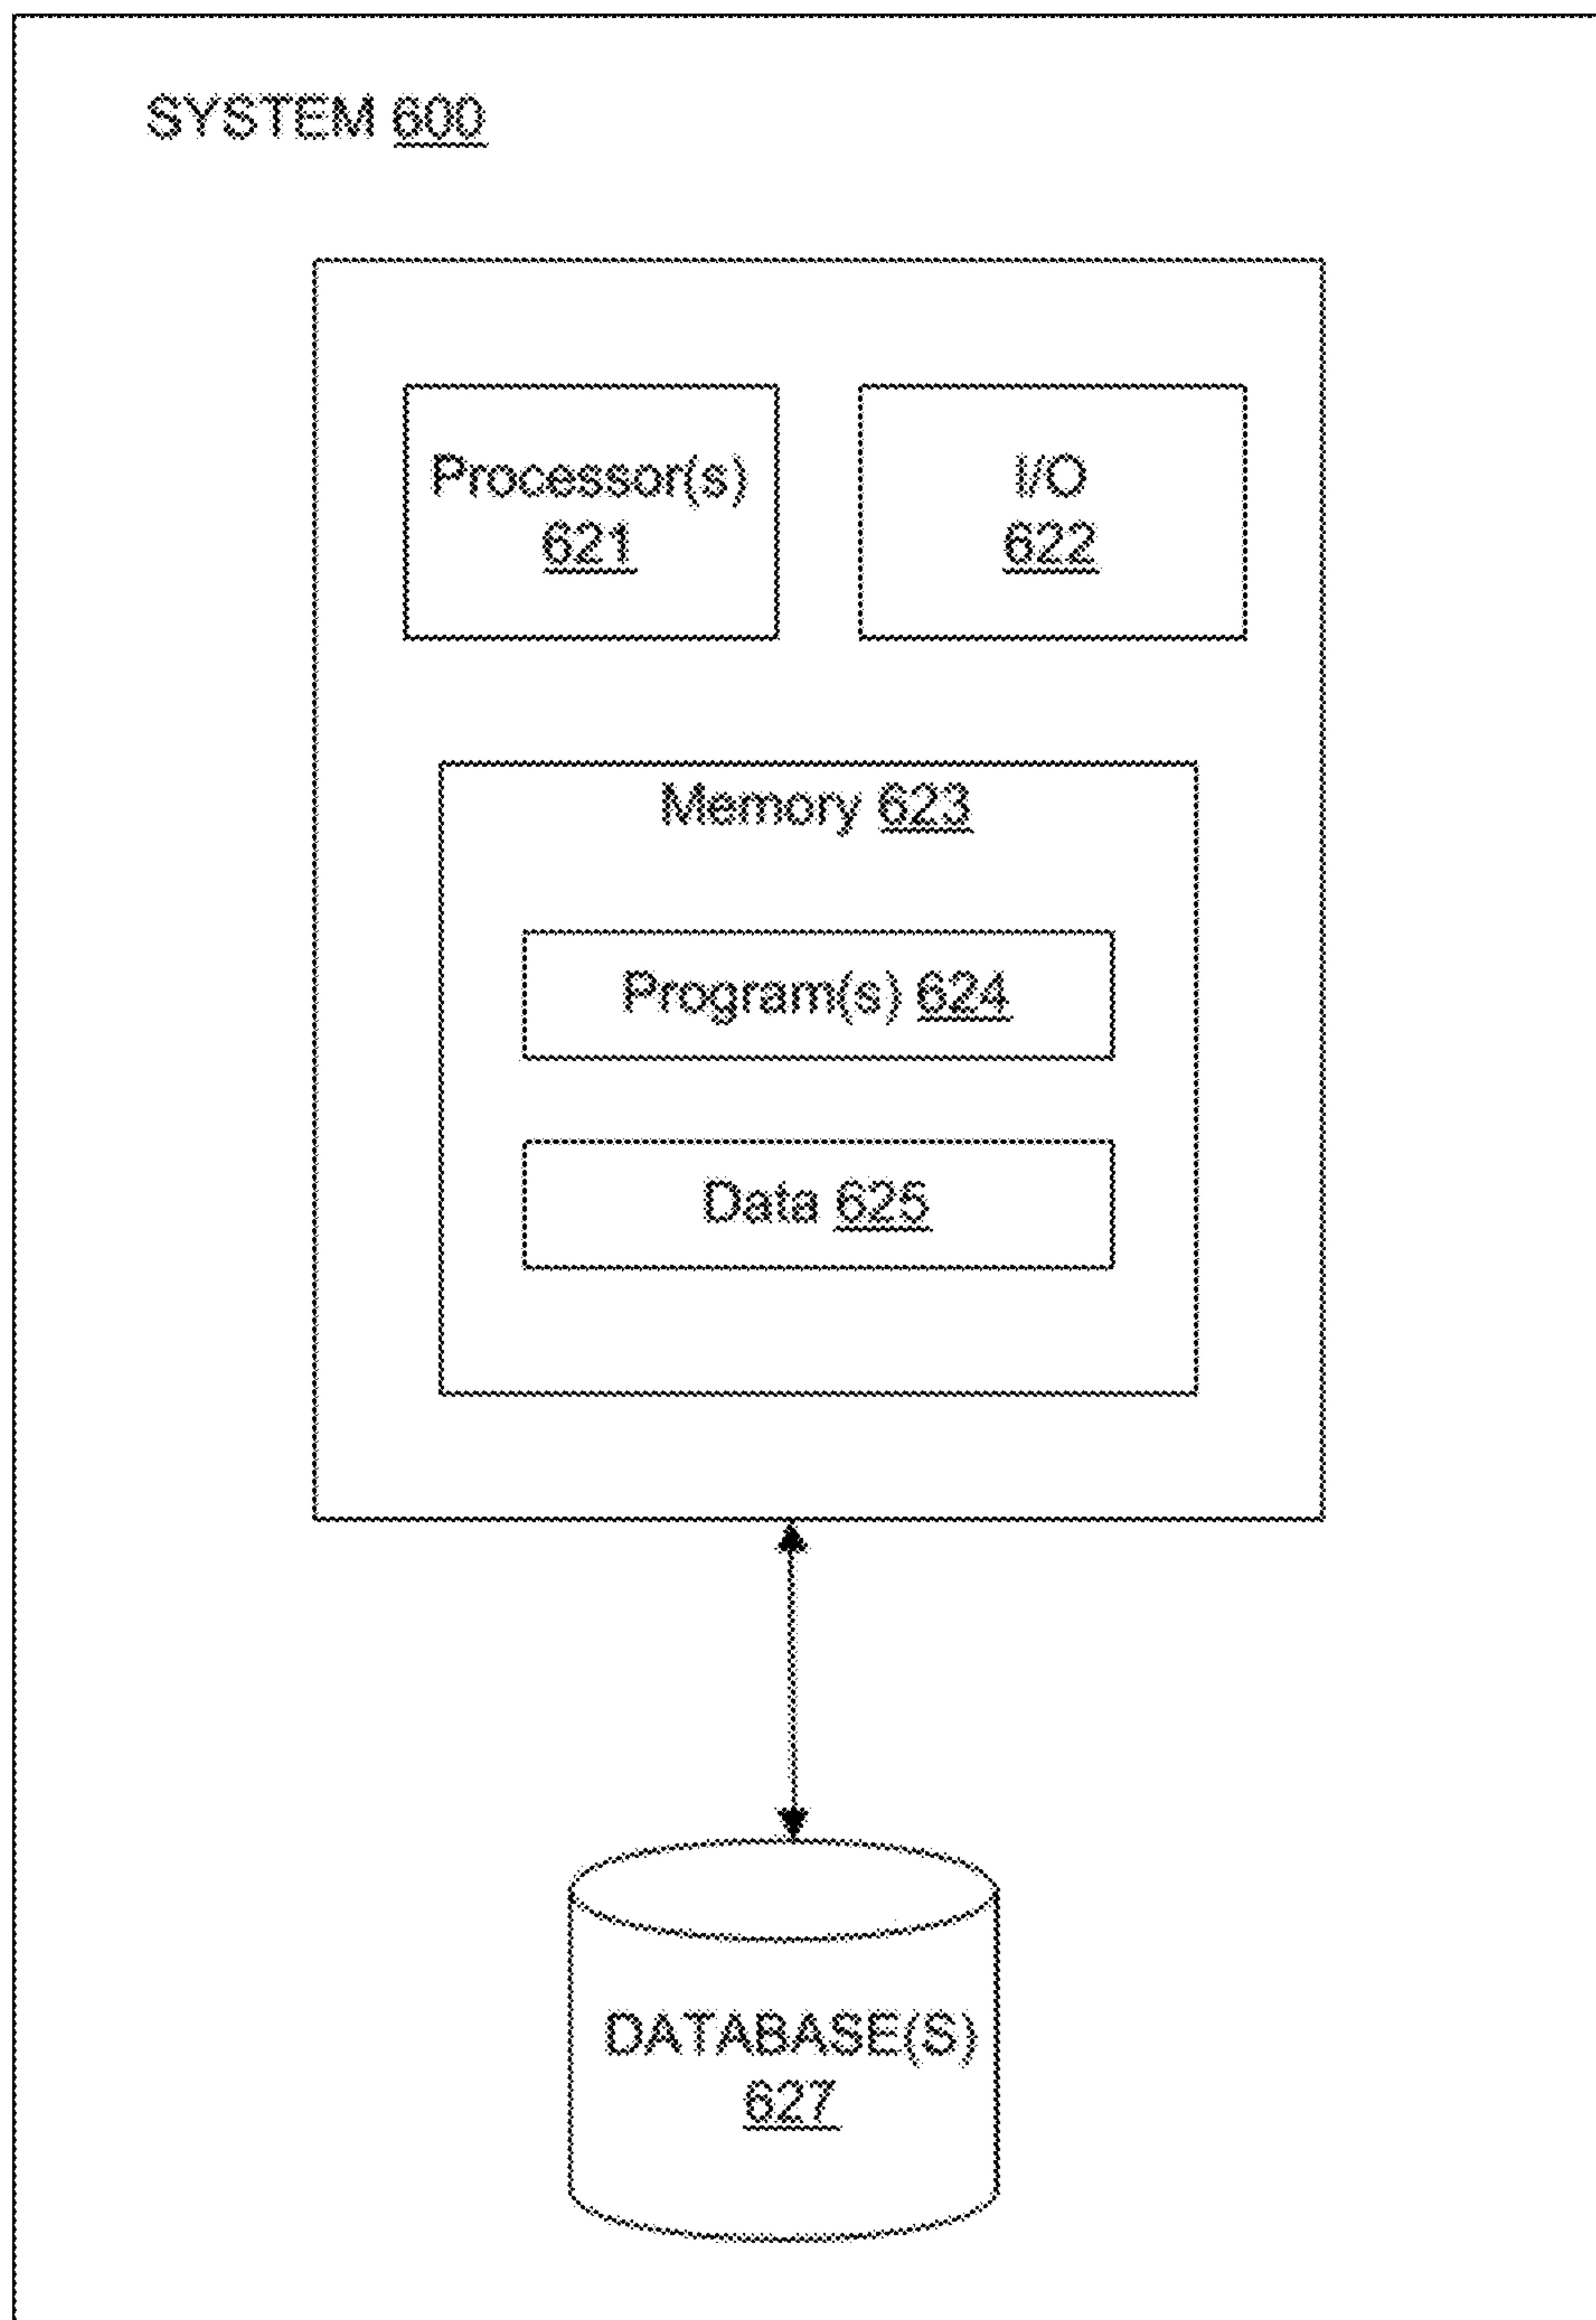 SYSTEM 600
Processor(s)
621
I/O
622
Memory 623
Program(s) 624
Data 625
DATABASE(S)
627